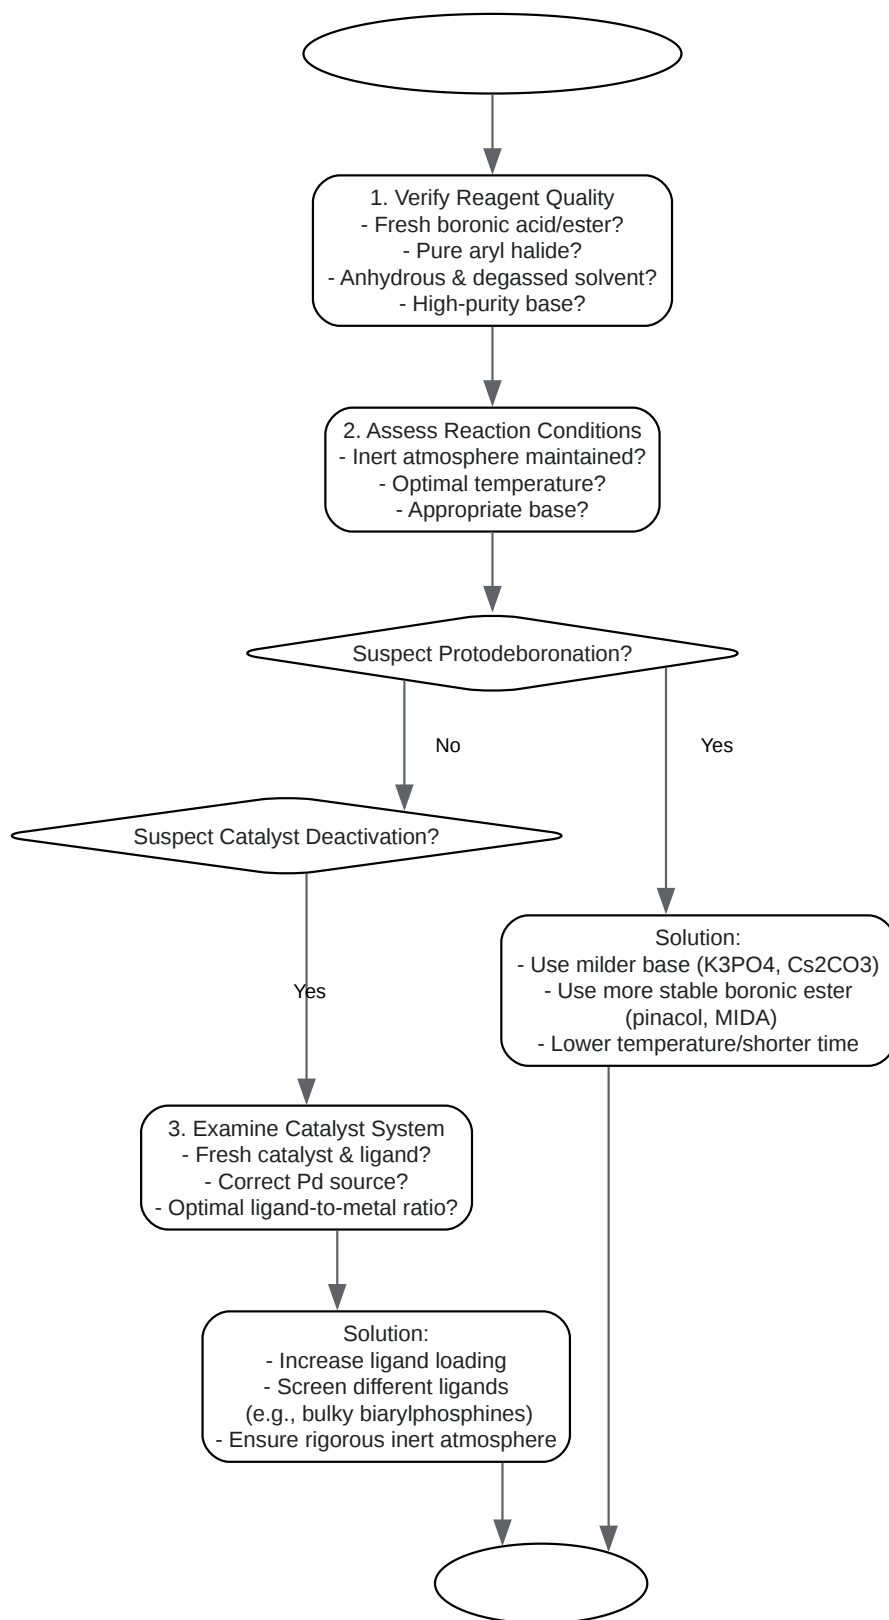 1. Verify Reagent Quality
- Fresh boronic acid/ester?
- Pure aryl halide?
- Anhydrous & degassed solvent?
- High-purity base?
2. Assess Reaction Conditions
- Inert atmosphere maintained?
- Optimal temperature?
- Appropriate base?
Suspect Protodeboronation?
No
Yes
Suspect Catalyst Deactivation?
Solution:
- Use milder base (K3PO4, Cs2CO3)
- Use more stable boronic ester
(pinacol, MIDA)
- Lower temperature/shorter time
Yes
3. Examine Catalyst System
- Fresh catalyst & ligand?
- Correct Pd source?
- Optimal ligand-to-metal ratio?
Solution:
- Increase ligand loading
- Screen different ligands
(e.g., bulky biarylphosphines)
- Ensure rigorous inert atmosphere